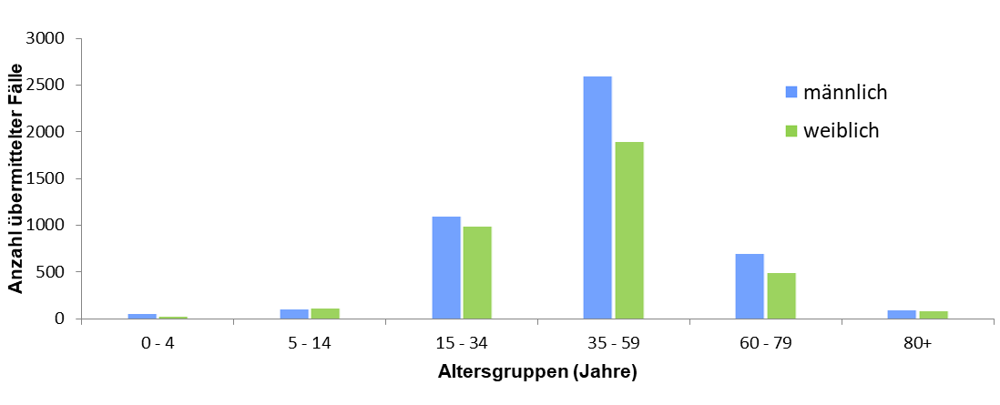 3000
2500
2000
1500
1000
500
0
Anzahl übermittelter Fälle
männlich
weiblich
0 - 4 5 - 14 15 - 34 35 - 59 60 - 79 80+
Altersgruppen (Jahre)